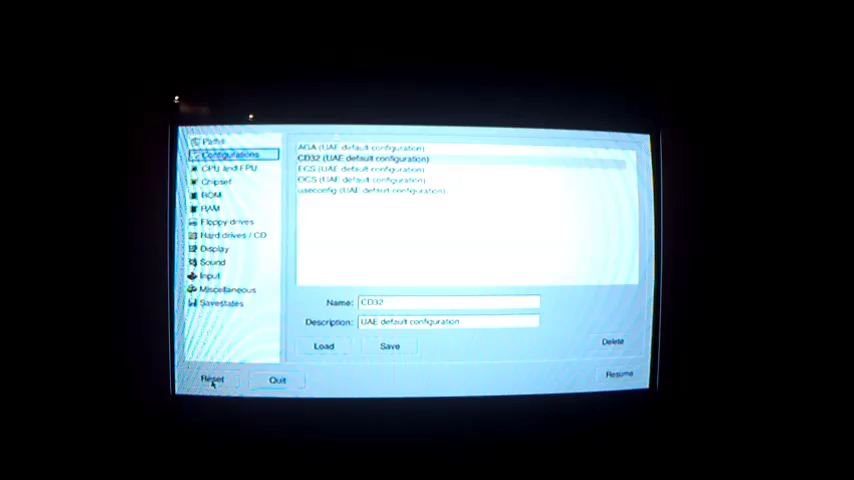 Paths
Configurations
CPU and FPU
Chipset
ROM
RAM
Floppy drives
Hard drives / CD
Display
Sound
Input
Miscellaneous
Savestates
AGA (UAE default configuration)
CD32 (UAE default configuration)
ECS (UAE default configuration)
OCS (UAE default configuration)
uaeconfig (UAE default configuration)
Name: CD32
Description: UAE default configuration
Load Save Delete
Reset Quit Resume